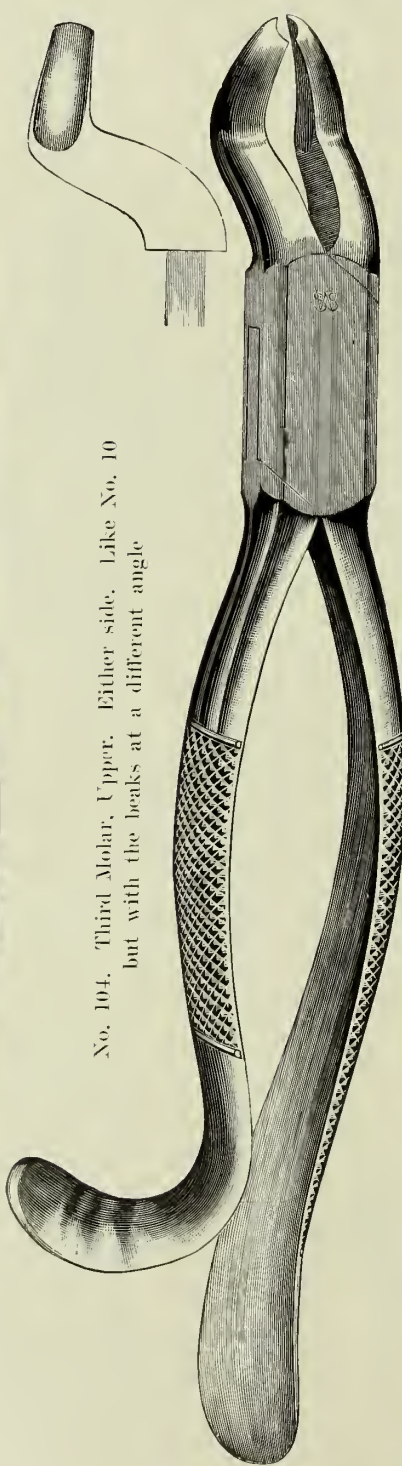 No. 104. Third Molar, Upper. Either side. Like No. 10
but with the beaks at a different angle